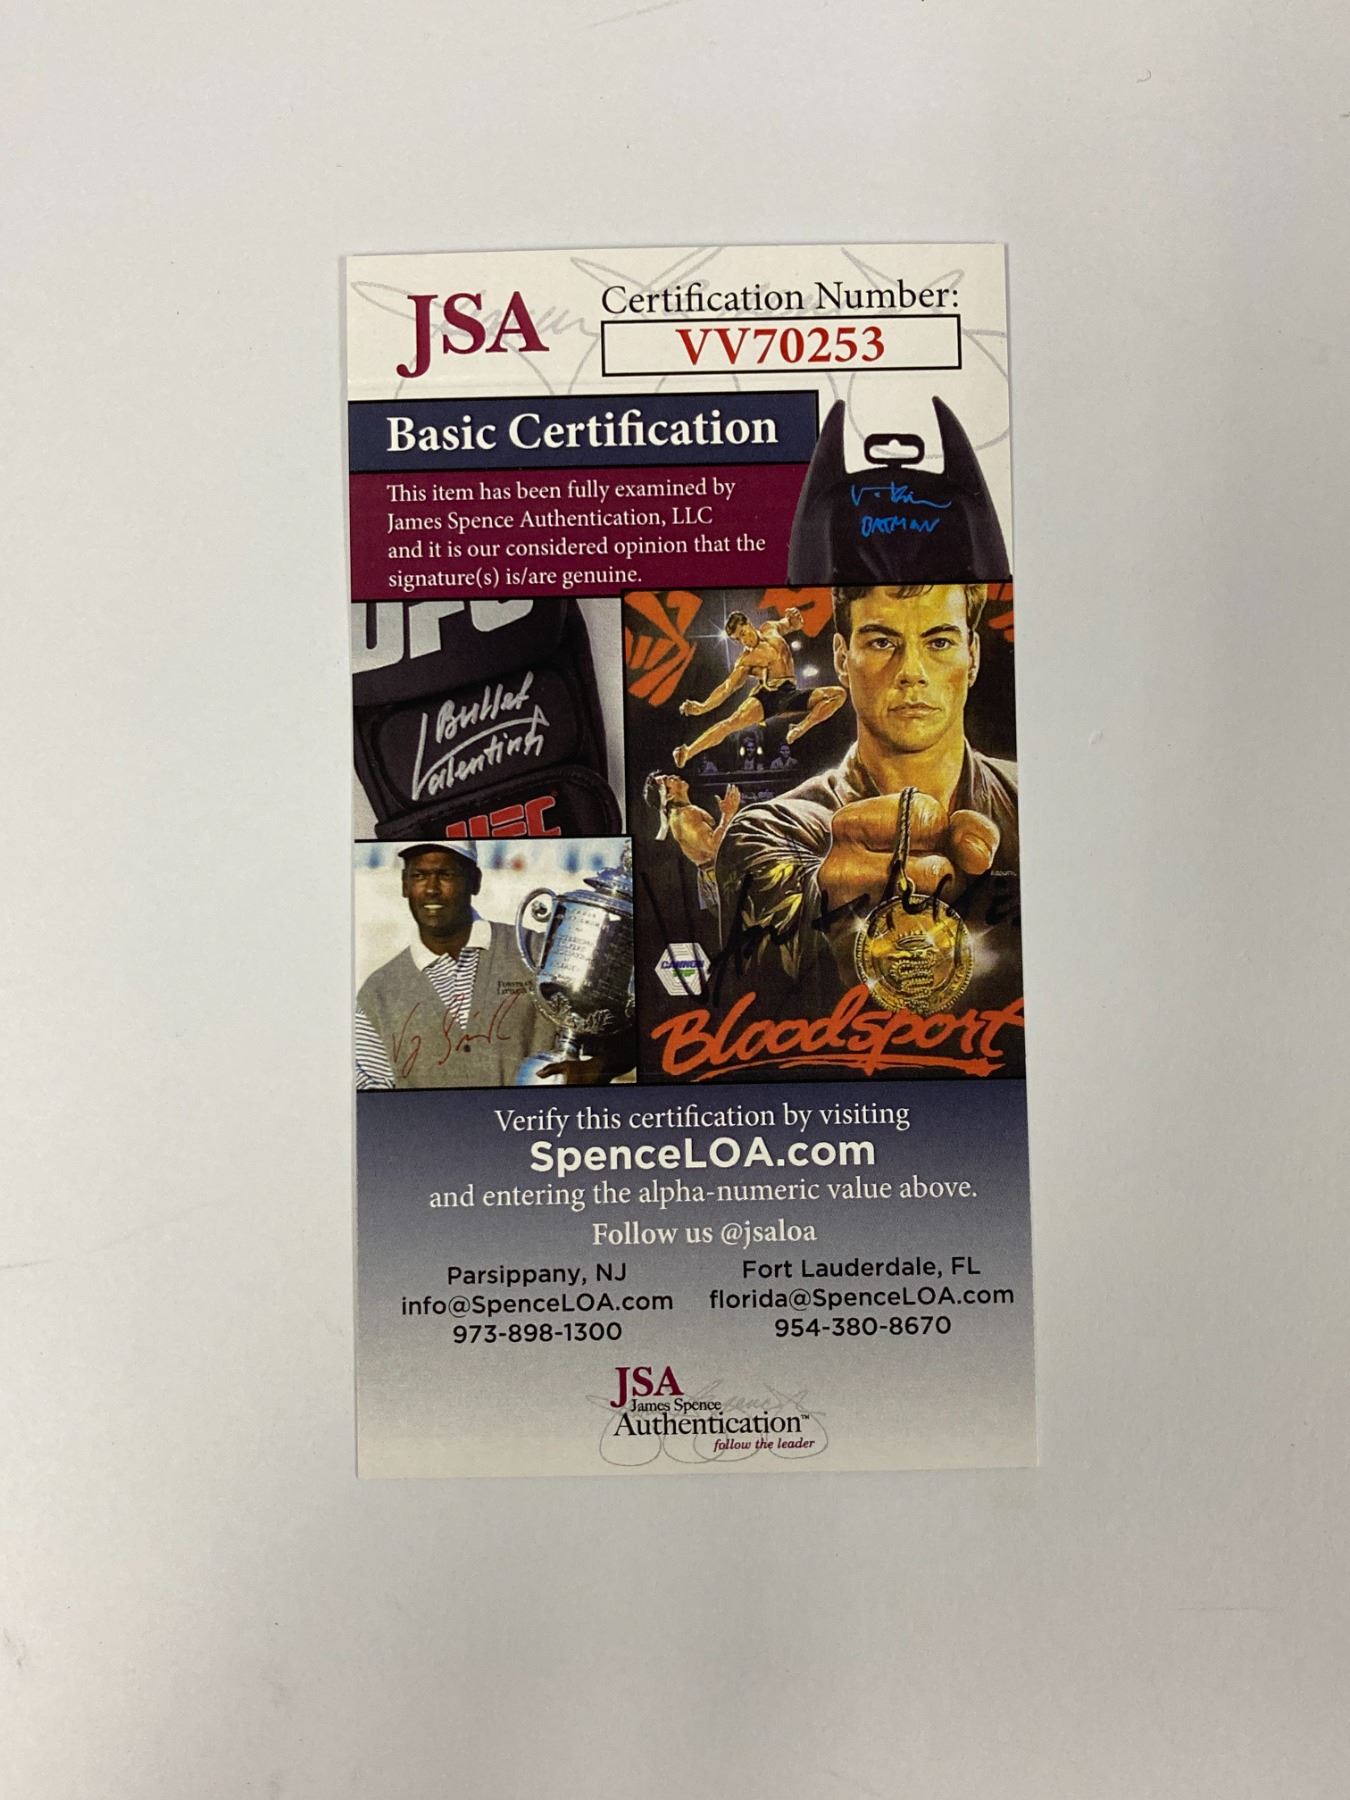 JSA
Certification Number:
VV70253
Basic Certification
This item has been fully examined by
James Spence Authentication, LLC
and it is our considered opinion that the
signature(s) is/are genuine.
BATMAN
UFC
Bullet
Valentina
UFC
CANNON
Bloodsport
Verify this certification by visiting
SpenceLOA.com
and entering the alpha-numeric value above.
Follow us @jsaloa
Parsippany, NJ
info@SpenceLOA.com
973-898-1300
Fort Lauderdale, FL
florida@SpenceLOA.com
954-380-8670
JSA
James Spence
Authentication™
follow the leader